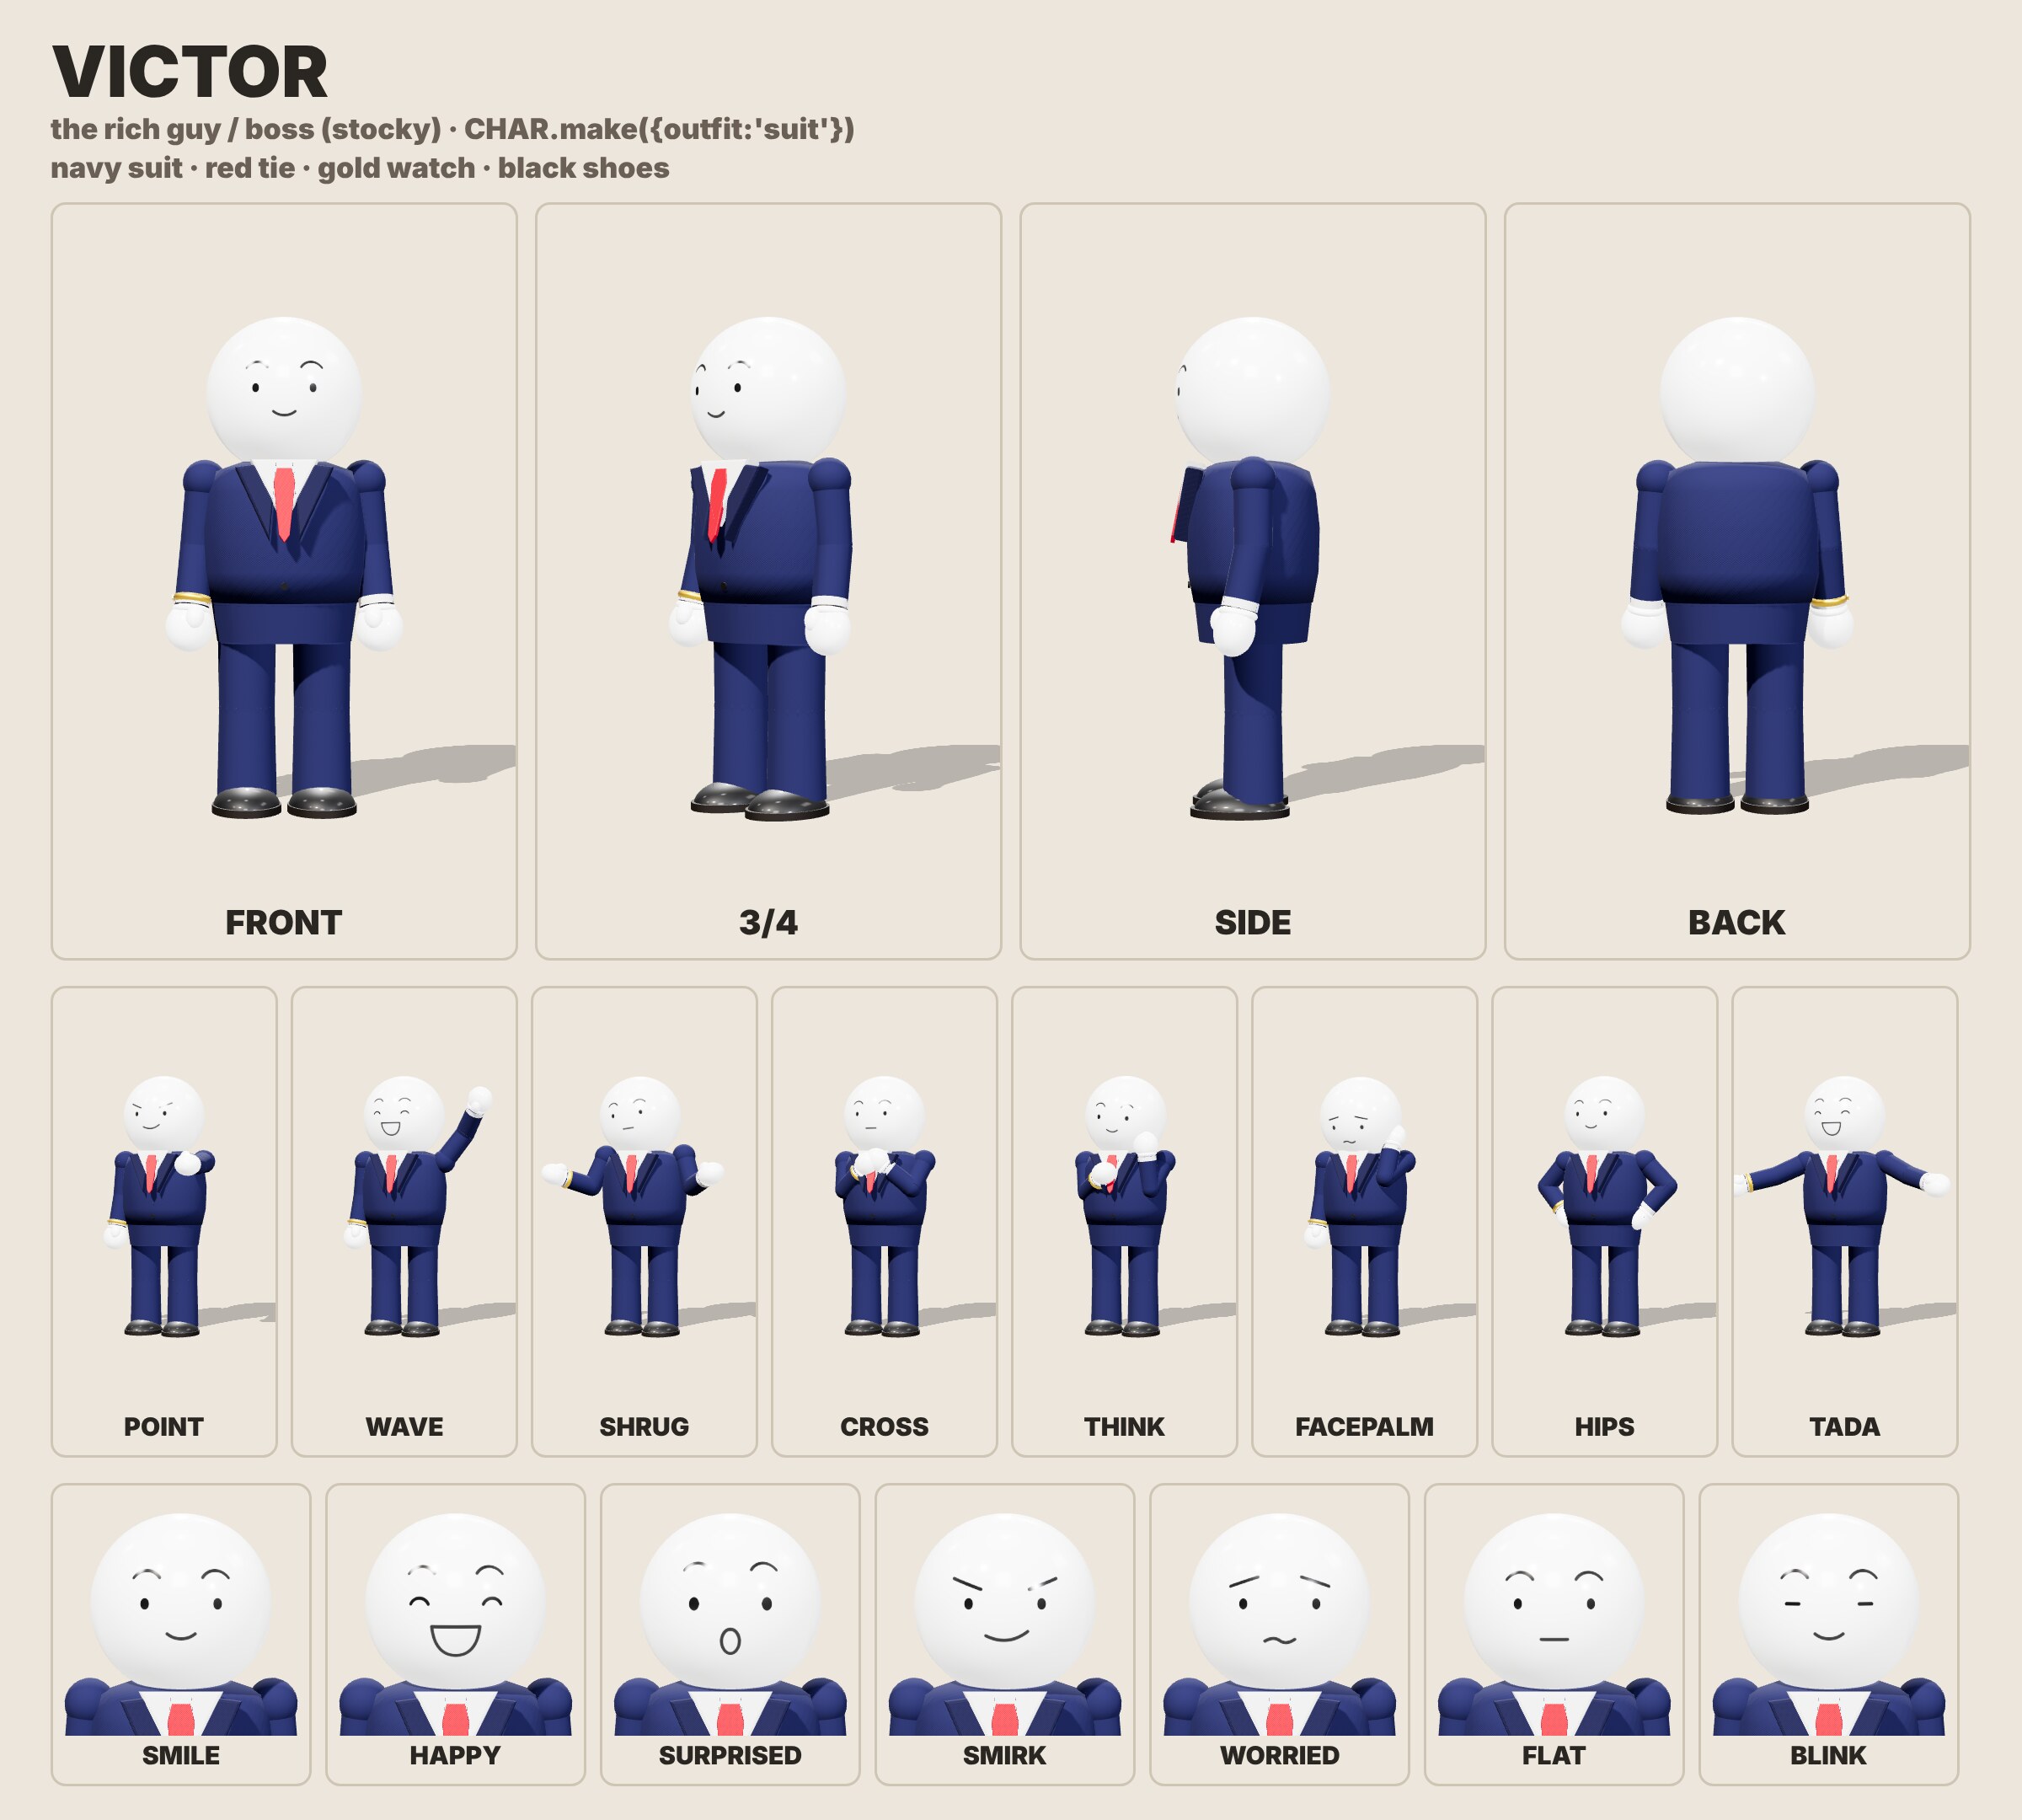 VICTOR
the rich guy / boss (stocky) · CHAR.make({outfit:'suit'})
navy suit · red tie · gold watch · black shoes
FRONT
3/4
SIDE
BACK
POINT
WAVE
SHRUG
CROSS
THINK
FACEPALM
HIPS
TADA
SMILE
HAPPY
SURPRISED
SMIRK
WORRIED
FLAT
BLINK